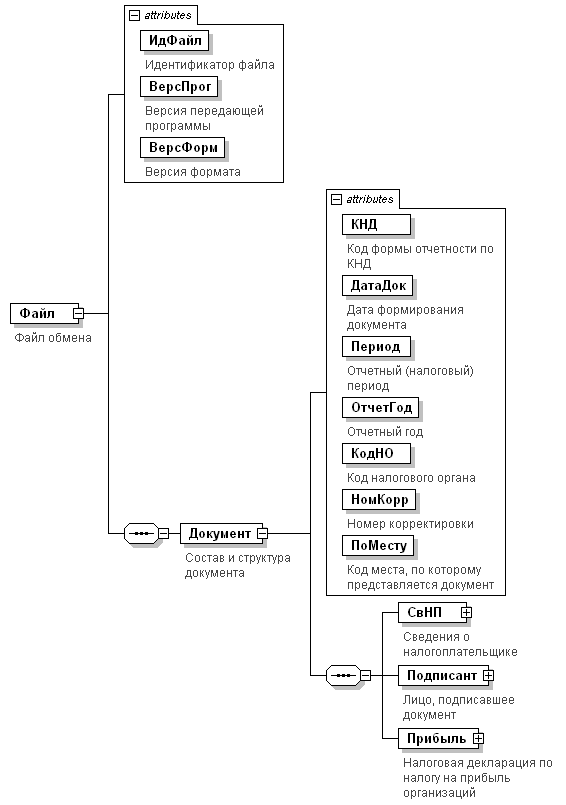 attributes
ИдФайл
Идентификатор файла
ВерсПрог
Версия передающей
программы
ВерсФорм
Версия формата
Файл
Файл обмена
Документ
Состав и структура
документа
attributes
КНД
Код формы отчетности по
КНД
ДатаДок
Дата формирования
документа
Период
Отчетный (налоговый)
период
ОтчетГод
Отчетный год
КодНО
Код налогового органа
НомКорр
Номер корректировки
ПоМесту
Код места, по которому
представляется документ
СвНП
Сведения о
налогоплательщике
Подписант
Лицо, подписавшее
документ
Прибыль
Налоговая декларация по
налогу на прибыль
организаций